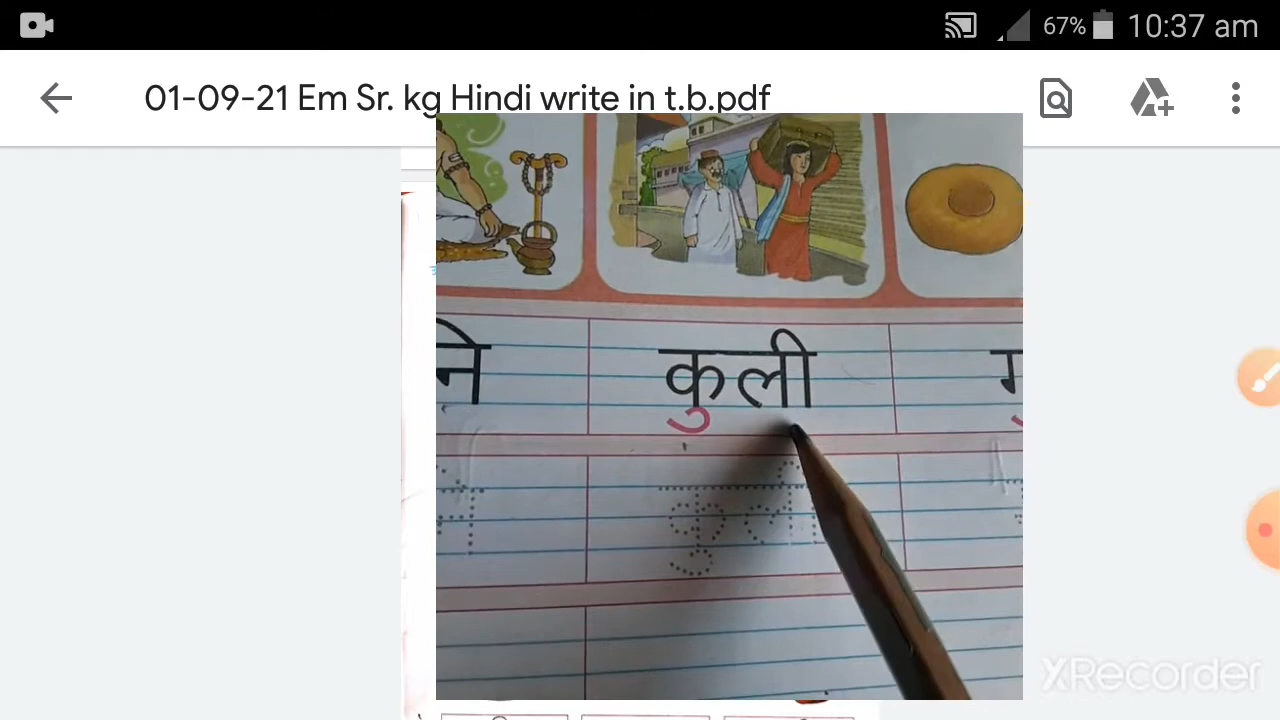 67% 10:37 am
01-09-21 Em Sr. kg Hindi write in t.b.pdf
नि कुली
कुली
XRecorder